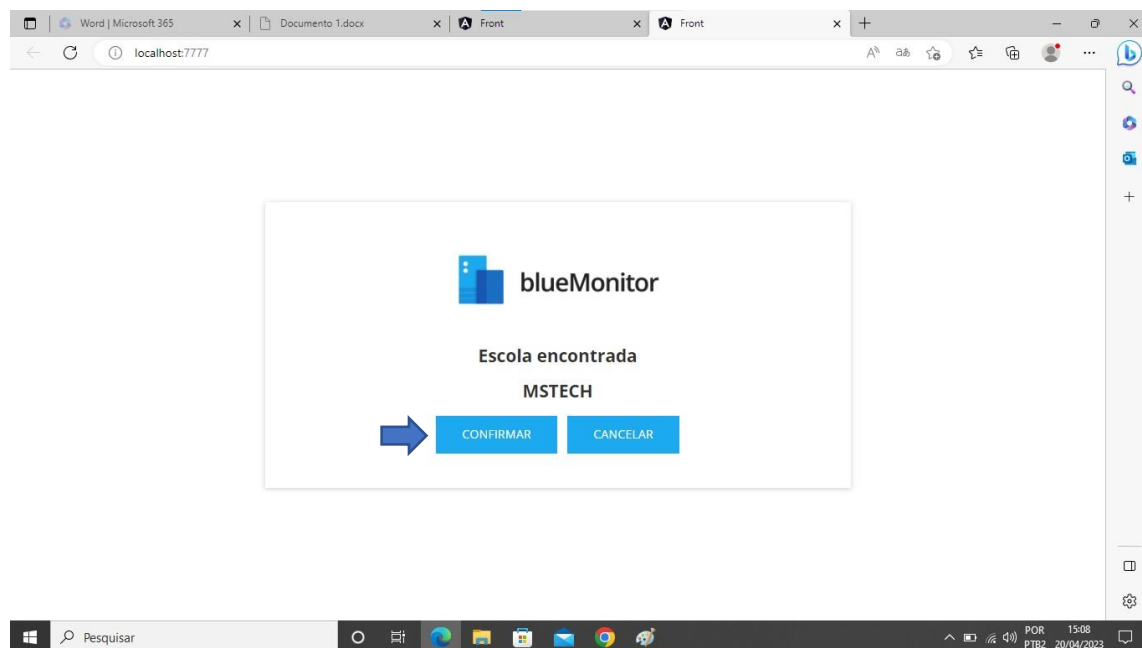 Word | Microsoft 365
Documento 1.docx
Front
Front
localhost:7777
blueMonitor
Escola encontrada
MSTECH
CONFIRMAR CANCELAR
Pesquisar
POR 15:08
PTB2 20/04/2023